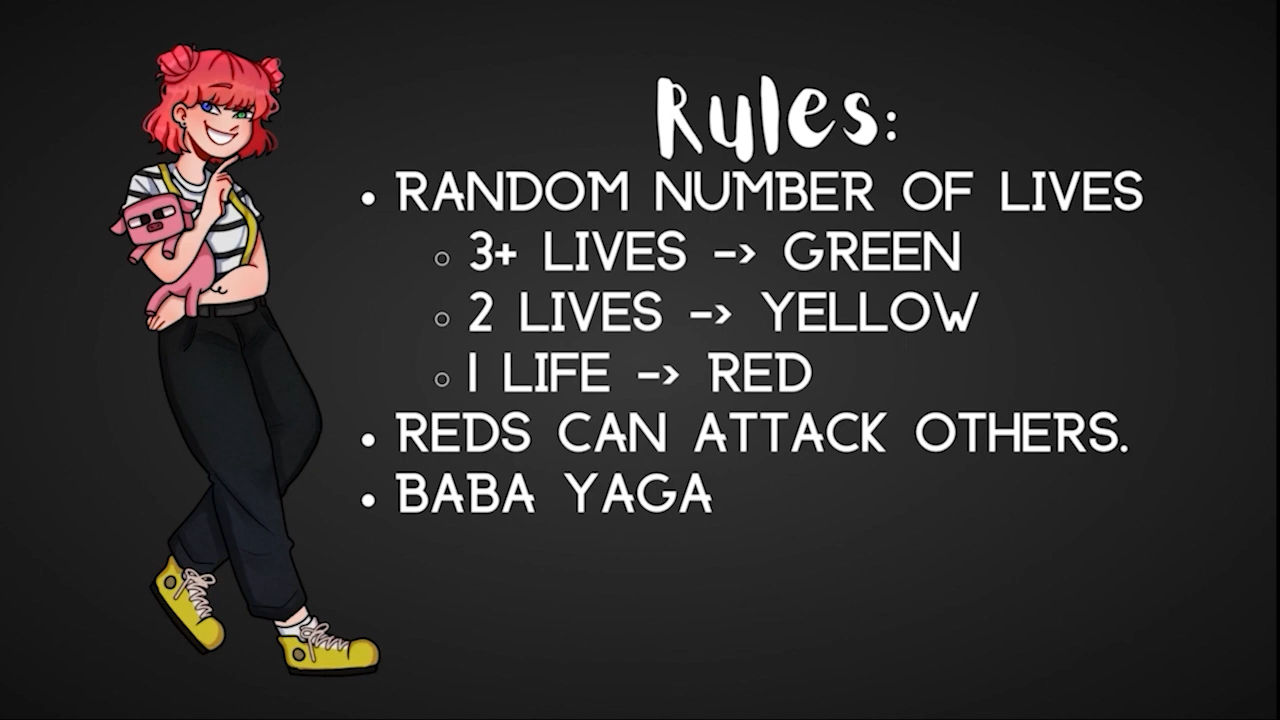 Rules:
• RANDOM NUMBER OF LIVES
○ 3+ LIVES -> GREEN
○ 2 LIVES -> YELLOW
○ 1 LIFE -> RED
• REDS CAN ATTACK OTHERS.
• BABA YAGA